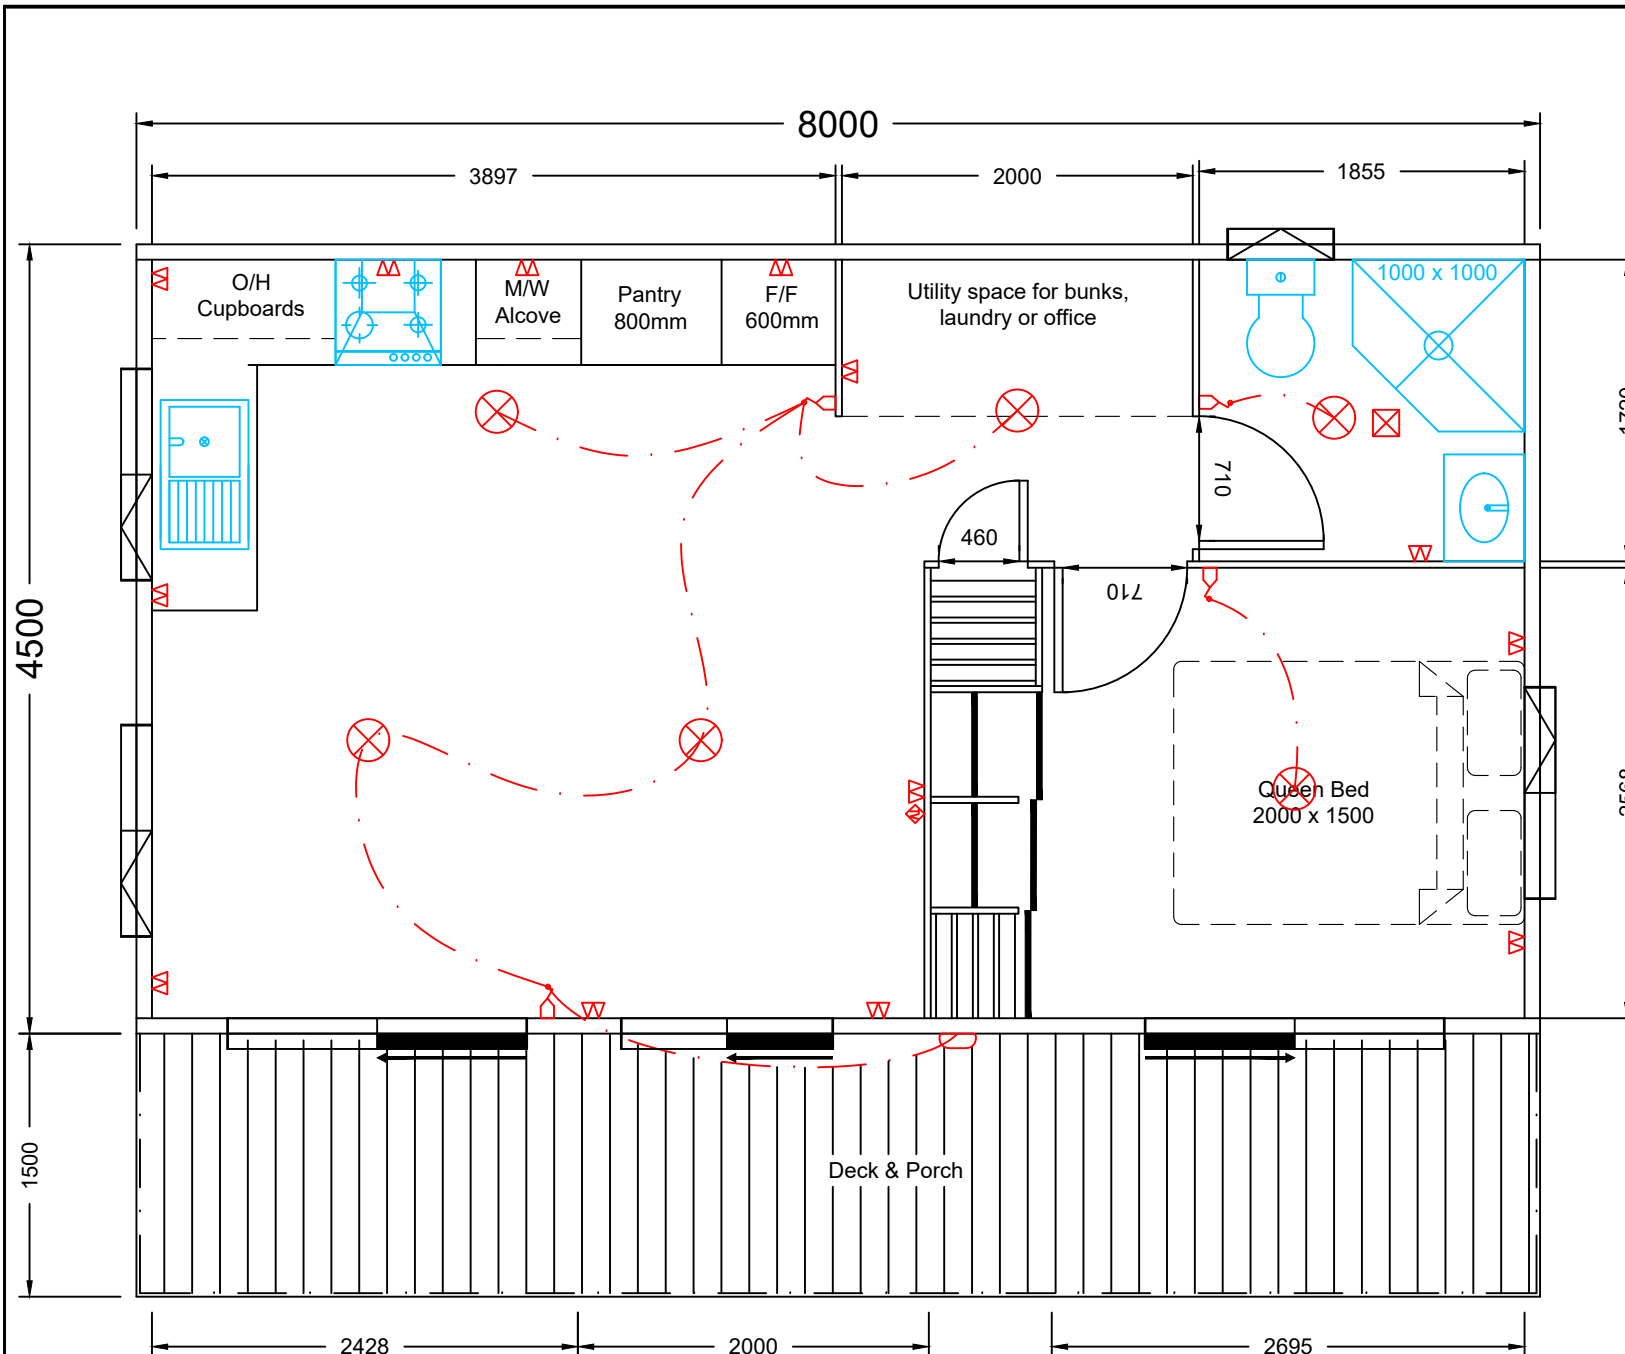 8000
3897
2000
1855
O/H
Cupboards
M/W
Alcove
Pantry
800mm
F/F
600mm
Utility space for bunks,
laundry or office
1000 x 1000
710
460
710
4500
Queen Bed
2000 x 1500
1500
Deck & Porch
2428
2000
2695